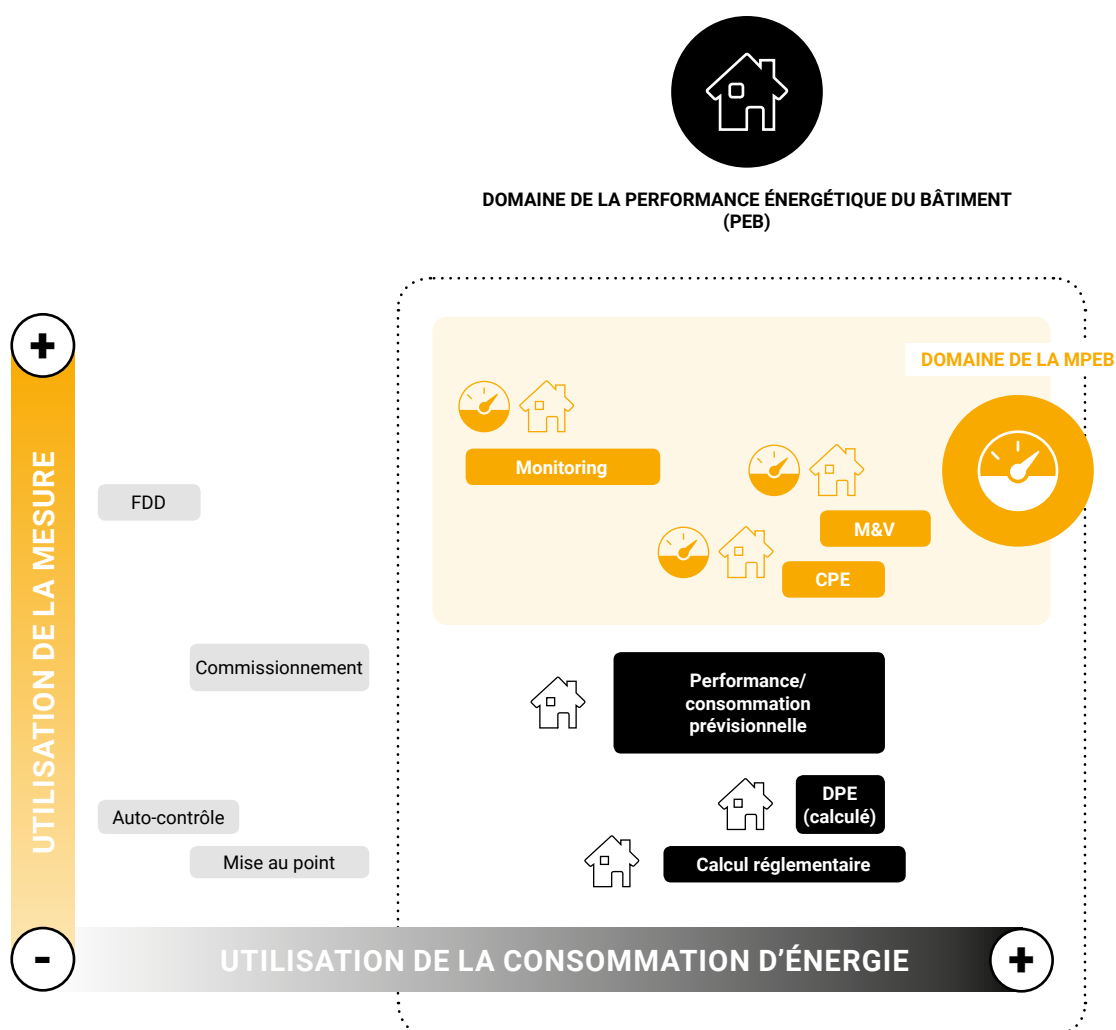 DOMAINE DE LA PERFORMANCE ÉNERGÉTIQUE DU BÂTIMENT
(PEB)
+
DOMAINE DE LA MPEB
UTILISATION DE LA MESURE
Monitoring
FDD
M&V
CPE
Commissionnement
Performance/
consommation
prévisionnelle
DPE
(calculé)
Auto-contrôle
Mise au point
Calcul réglementaire
-
UTILISATION DE LA CONSOMMATION D'ÉNERGIE
+